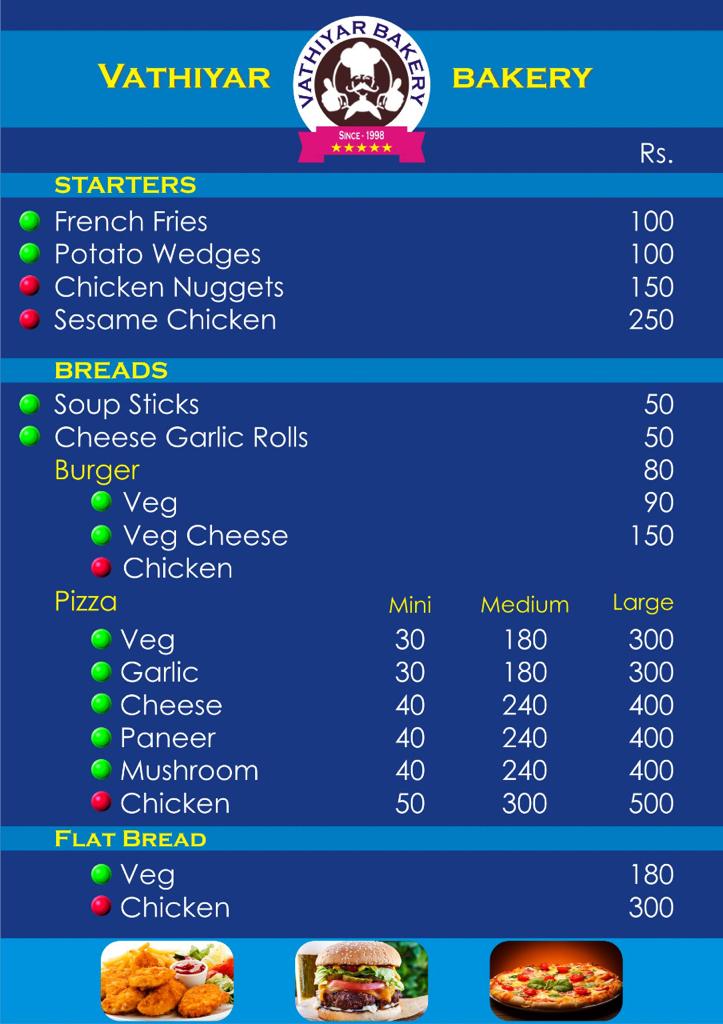 VATHIYAR BAKERY
VATHIYAR BAKERY
SINCE - 1998
Rs.
STARTERS
French Fries 100
Potato Wedges 100
Chicken Nuggets 150
Sesame Chicken 250
BREADS
Soup Sticks 50
Cheese Garlic Rolls 50
Burger 80
Veg 90
Veg Cheese 150
Chicken
Pizza Mini Medium Large
Veg 30 180 300
Garlic 30 180 300
Cheese 40 240 400
Paneer 40 240 400
Mushroom 40 240 400
Chicken 50 300 500
FLAT BREAD
Veg 180
Chicken 300